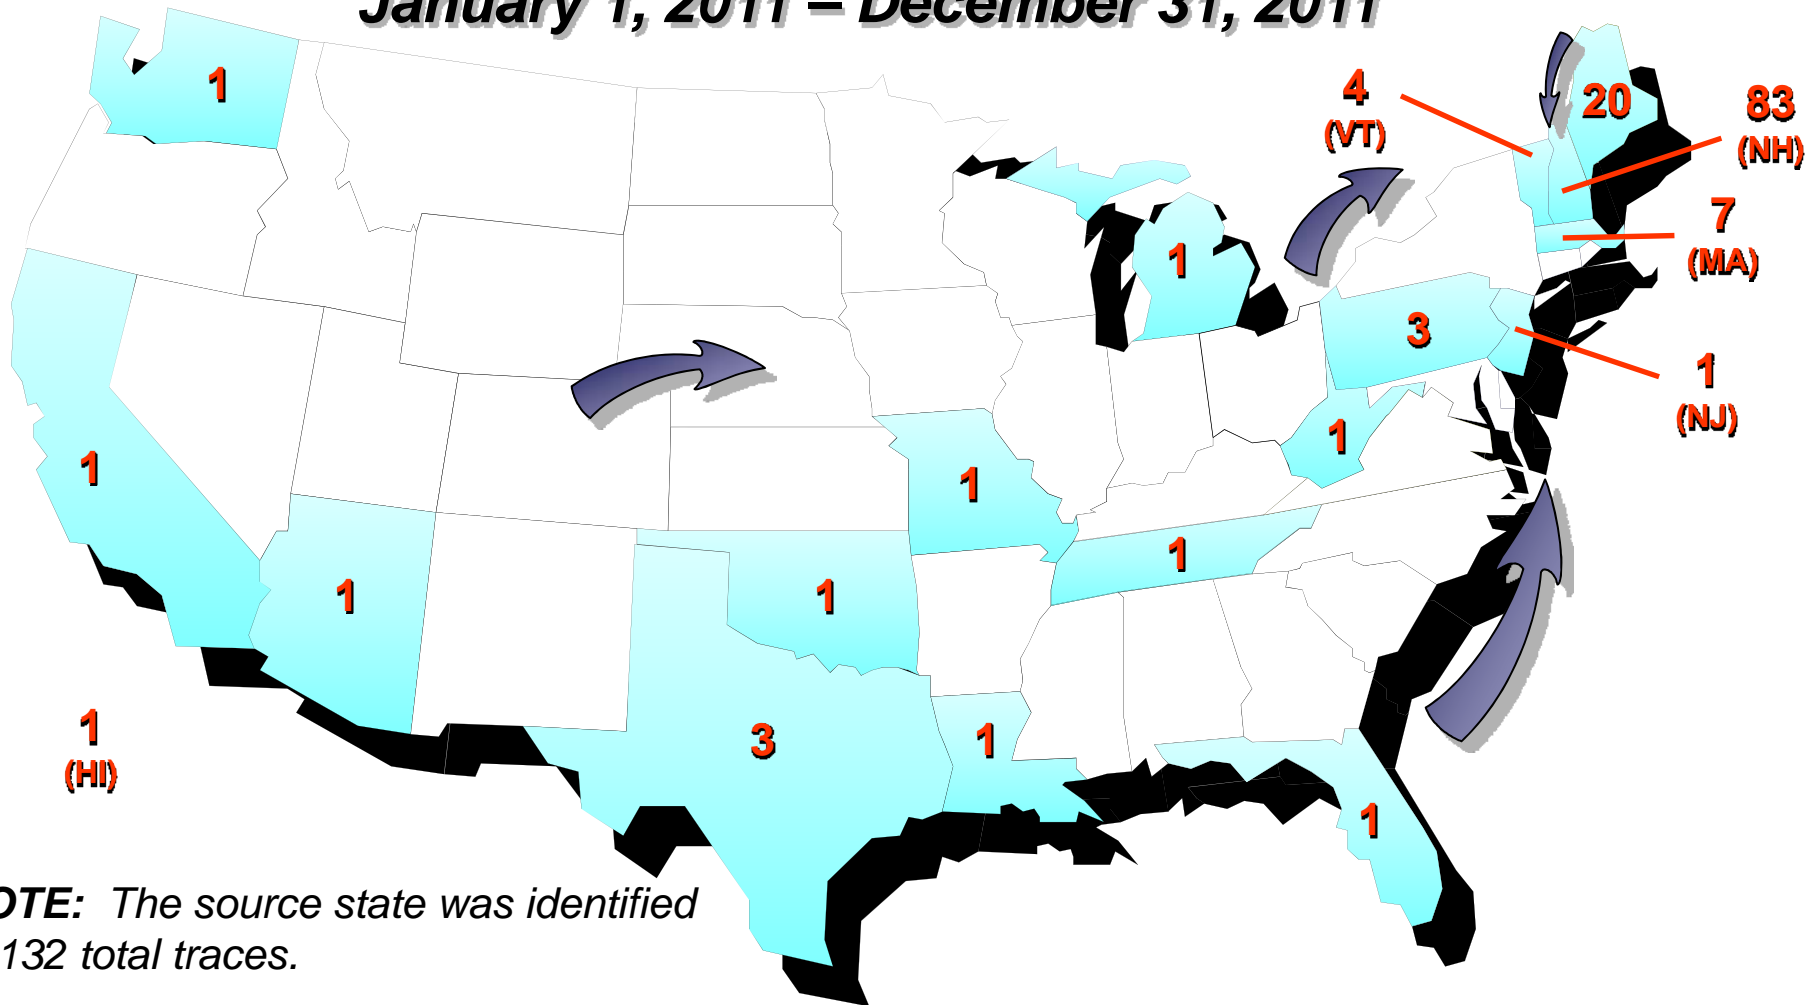 January 1, 2011 – December 31, 2011
1
20
4
(VT)
83
(NH)
7
(MA)
1
3
1
(NJ)
1
1
1
1
1
1
1
(HI)
3
1
1
OTE: The source state was identified
132 total traces.